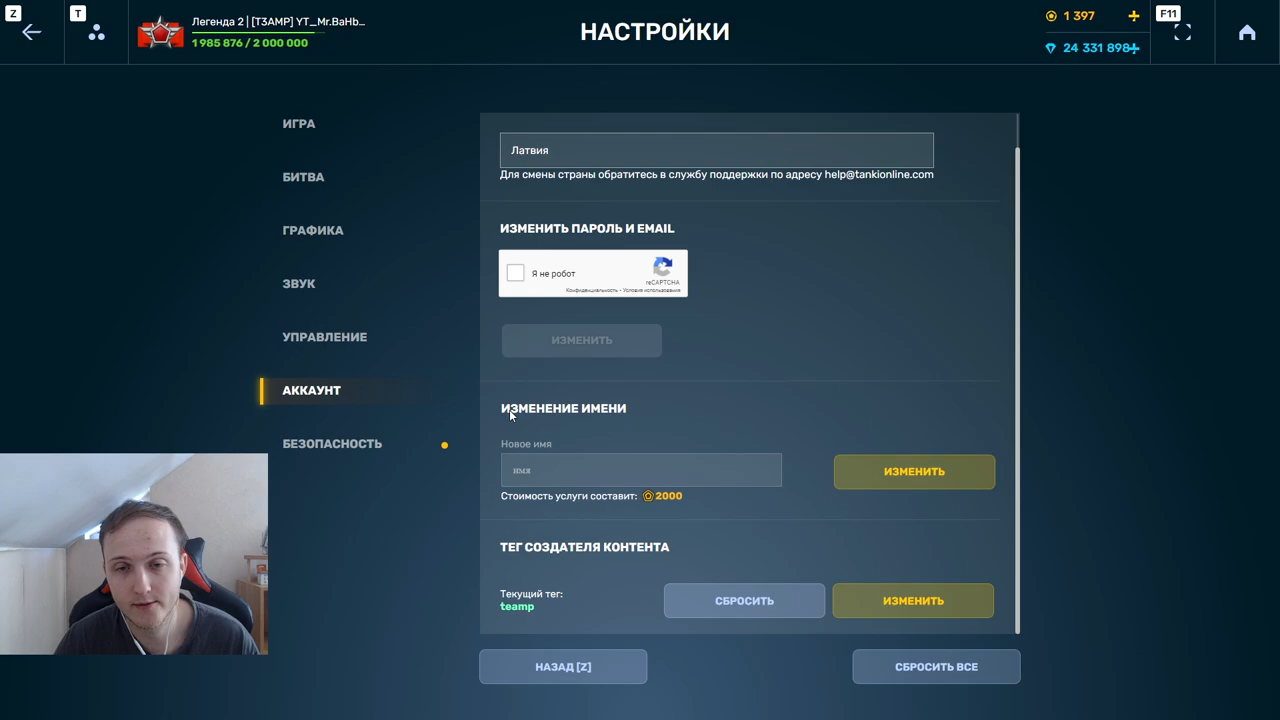 Z
T
Легенда 2 | [T3AMP] YT_Mr.BaHb...
1 985 876 / 2 000 000
НАСТРОЙКИ
1 397
24 331 898
F11
ИГРА
БИТВА
ГРАФИКА
ЗВУК
УПРАВЛЕНИЕ
АККАУНТ
БЕЗОПАСНОСТЬ
Латвия
Для смены страны обратитесь в службу поддержки по адресу help@tankionline.com
ИЗМЕНИТЬ ПАРОЛЬ И EMAIL
Я не робот
reCAPTCHA
Конфиденциальность - Условия использования
ИЗМЕНИТЬ
ИЗМЕНЕНИЕ ИМЕНИ
Новое имя
имя
ИЗМЕНИТЬ
Стоимость услуги составит: 2000
ТЕГ СОЗДАТЕЛЯ КОНТЕНТА
Текущий тег:
teamp
СБРОСИТЬ
ИЗМЕНИТЬ
НАЗАД [Z]
СБРОСИТЬ ВСЕ